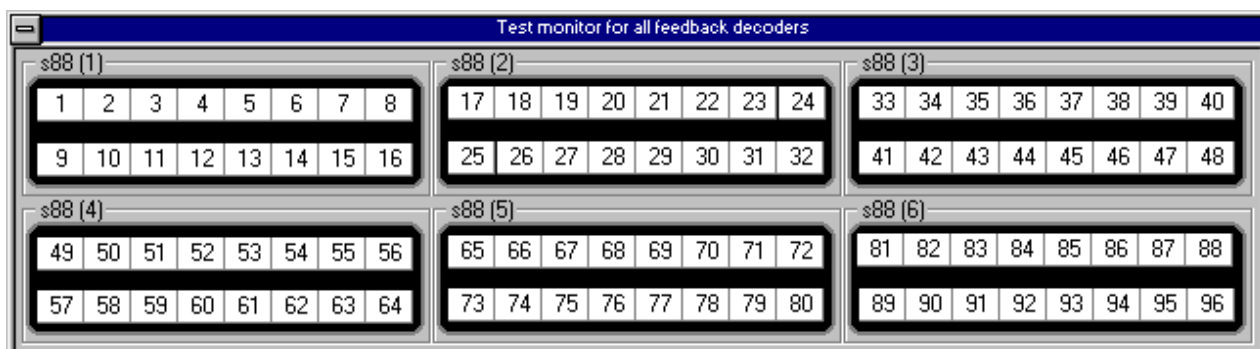 Test monitor for all feedback decoders
s88 (1) s88 (2) s88 (3)
1 2 3 4 5 6 7 8 17 18 19 20 21 22 23 24 33 34 35 36 37 38 39 40
9 10 11 12 13 14 15 16 25 26 27 28 29 30 31 32 41 42 43 44 45 46 47 48
s88 (4) s88 (5) s88 (6)
49 50 51 52 53 54 55 56 65 66 67 68 69 70 71 72 81 82 83 84 85 86 87 88
57 58 59 60 61 62 63 64 73 74 75 76 77 78 79 80 89 90 91 92 93 94 95 96